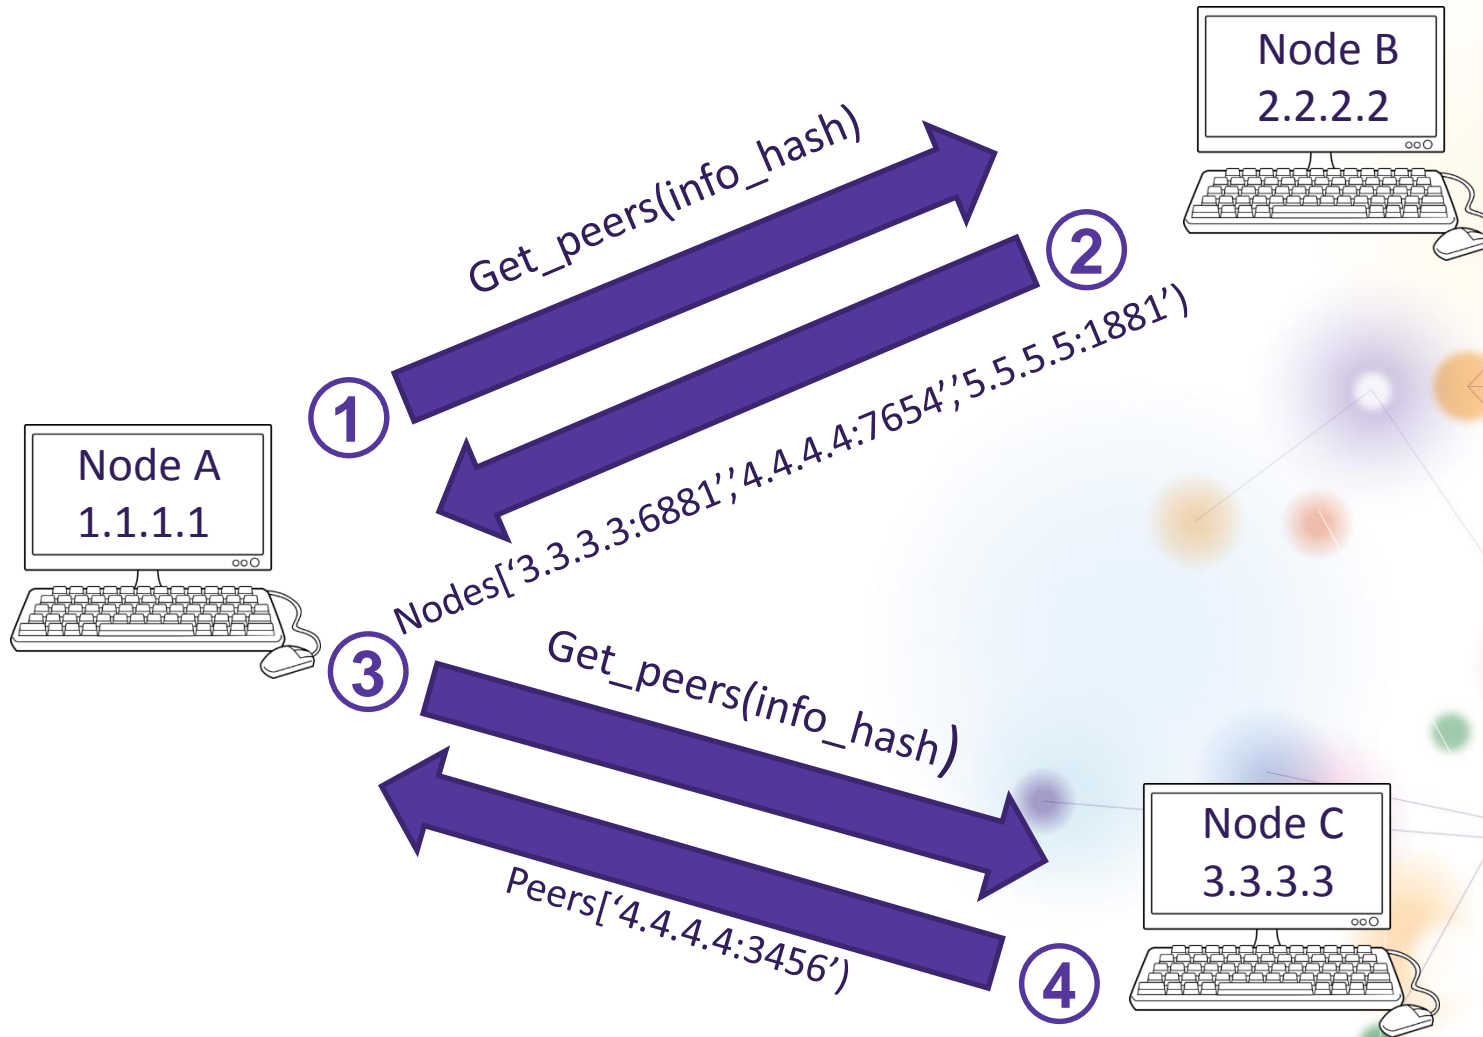 Node B
2.2.2.2
Get_peers(info_hash)
2
Nodes[‘3.3.3.3:6881’,’4.4.4.4:7654’,’5.5.5.5:1881’)
1
Node A
1.1.1.1
3
Get_peers(info_hash)
Node C
3.3.3.3
Peers[‘4.4.4.4:3456’)
4